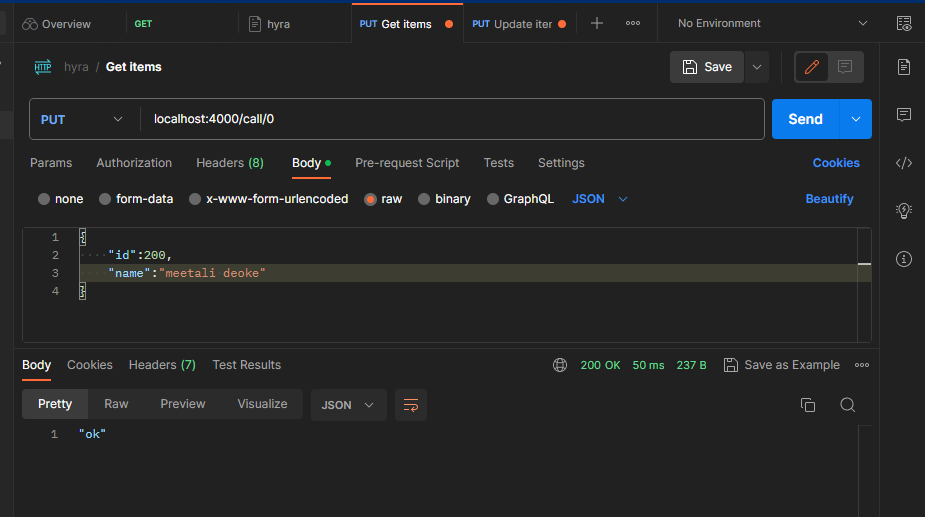 Overview GET hyra PUT Get items PUT Update iter No Environment
HTTP hyra / Get items Save
PUT localhost:4000/call/0 Send
Params Authorization Headers (8) Body Pre-request Script Tests Settings Cookies
none form-data x-www-form-urlencoded raw binary GraphQL JSON Beautify
1 {
2 "id":200,
3 "name":"meetali deoke"
4 }
Body Cookies Headers (7) Test Results 200 OK 50 ms 237 B Save as Example
Pretty Raw Preview Visualize JSON
1 "ok"